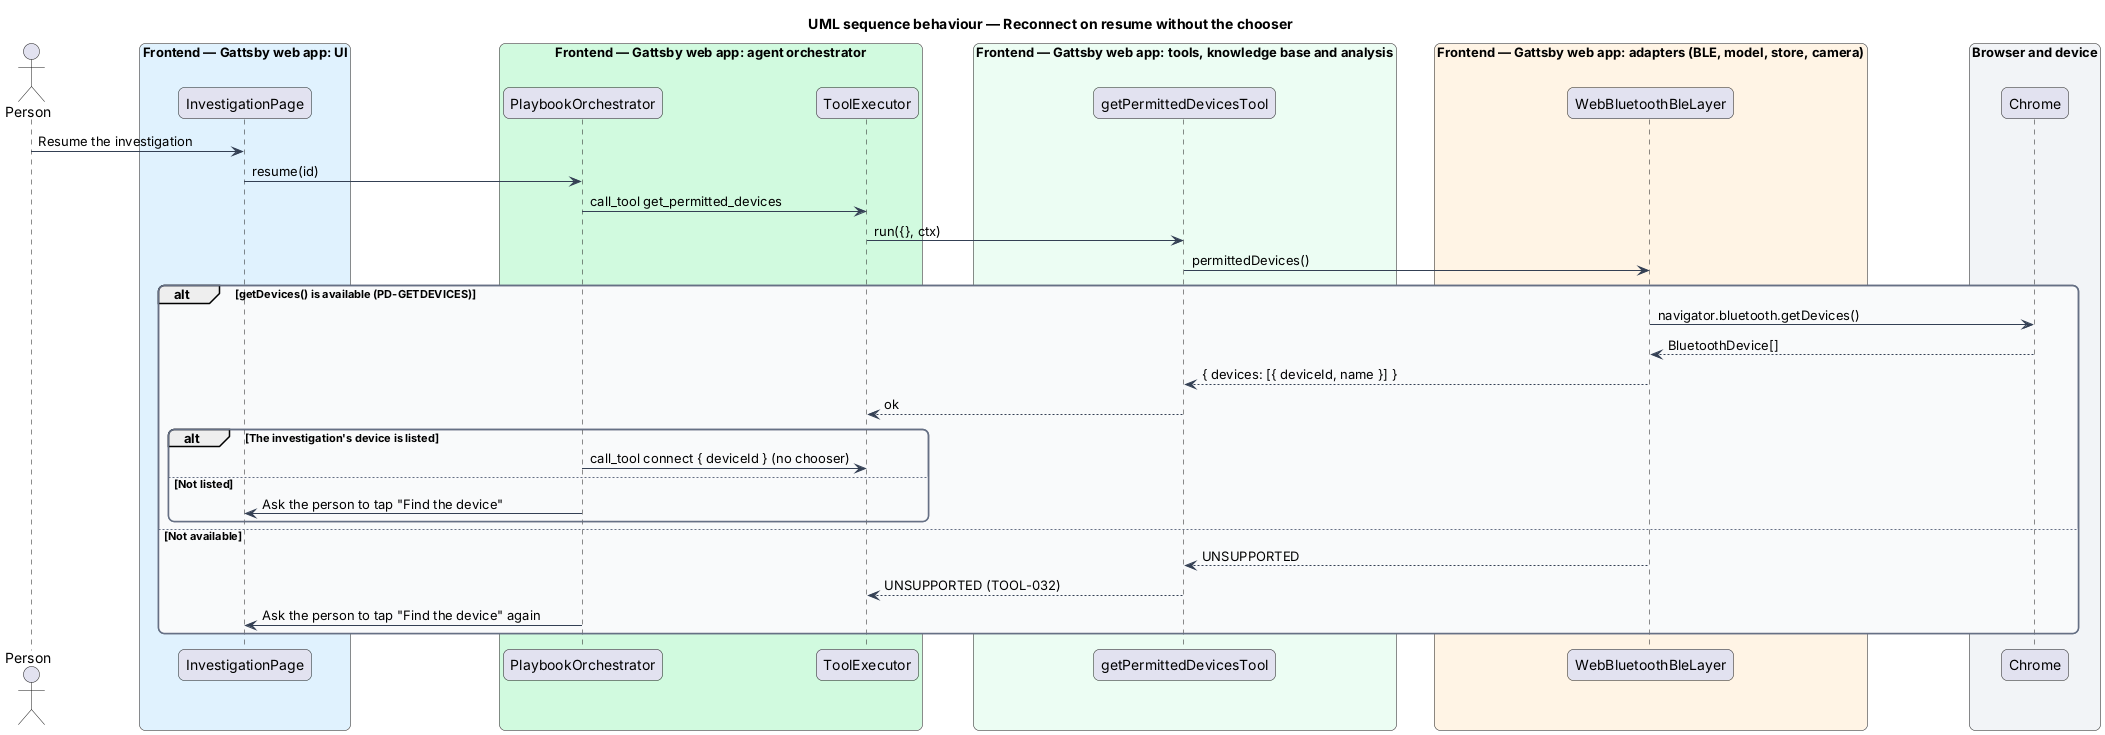 UML sequence behaviour — Reconnect on resume without the chooser
Frontend — Gattsby web app: UI
Frontend — Gattsby web app: agent orchestrator
Frontend — Gattsby web app: tools, knowledge base and analysis
Frontend — Gattsby web app: adapters (BLE, model, store, camera)
Browser and device
Person
InvestigationPage
PlaybookOrchestrator
ToolExecutor
getPermittedDevicesTool
WebBluetoothBleLayer
Chrome
Resume the investigation
resume(id)
call_tool get_permitted_devices
run({}, ctx)
permittedDevices()
alt [getDevices() is available (PD-GETDEVICES)]
navigator.bluetooth.getDevices()
BluetoothDevice[]
{ devices: [{ deviceId, name }] }
ok
alt [The investigation's device is listed]
call_tool connect { deviceId } (no chooser)
[Not listed]
Ask the person to tap "Find the device"
[Not available]
UNSUPPORTED
UNSUPPORTED (TOOL-032)
Ask the person to tap "Find the device" again
Person
InvestigationPage
PlaybookOrchestrator
ToolExecutor
getPermittedDevicesTool
WebBluetoothBleLayer
Chrome